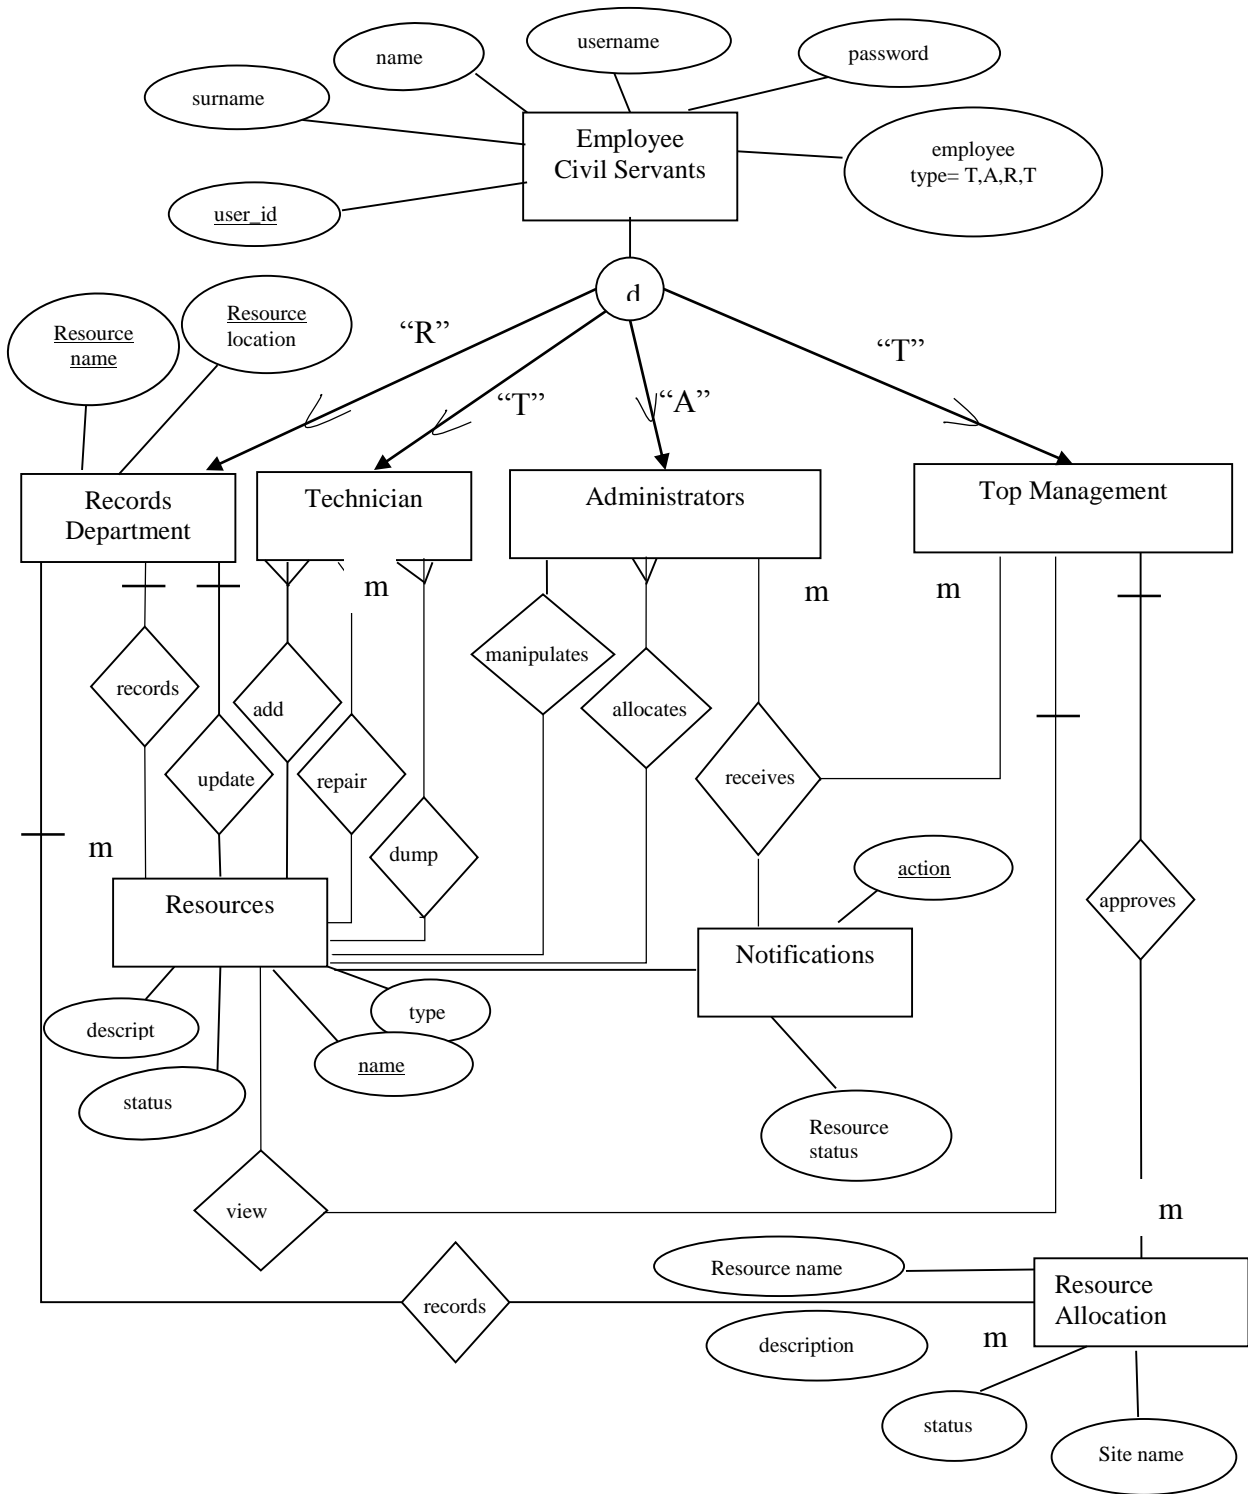 username
name
password
surname
Employee
Civil Servants
employee
type= T,A,R,T
user_id
d
Resource
name
Resource
location
“R”
“T”
“A”
“T”
Records
Department
Technician
Administrators
Top Management
m
m
m
records
add
manipulates
allocates
update
repair
receives
m
dump
action
approves
Resources
Notifications
descript
type
name
status
Resource
status
view
m
Resource name
Resource
Allocation
records
description
m
status
Site name